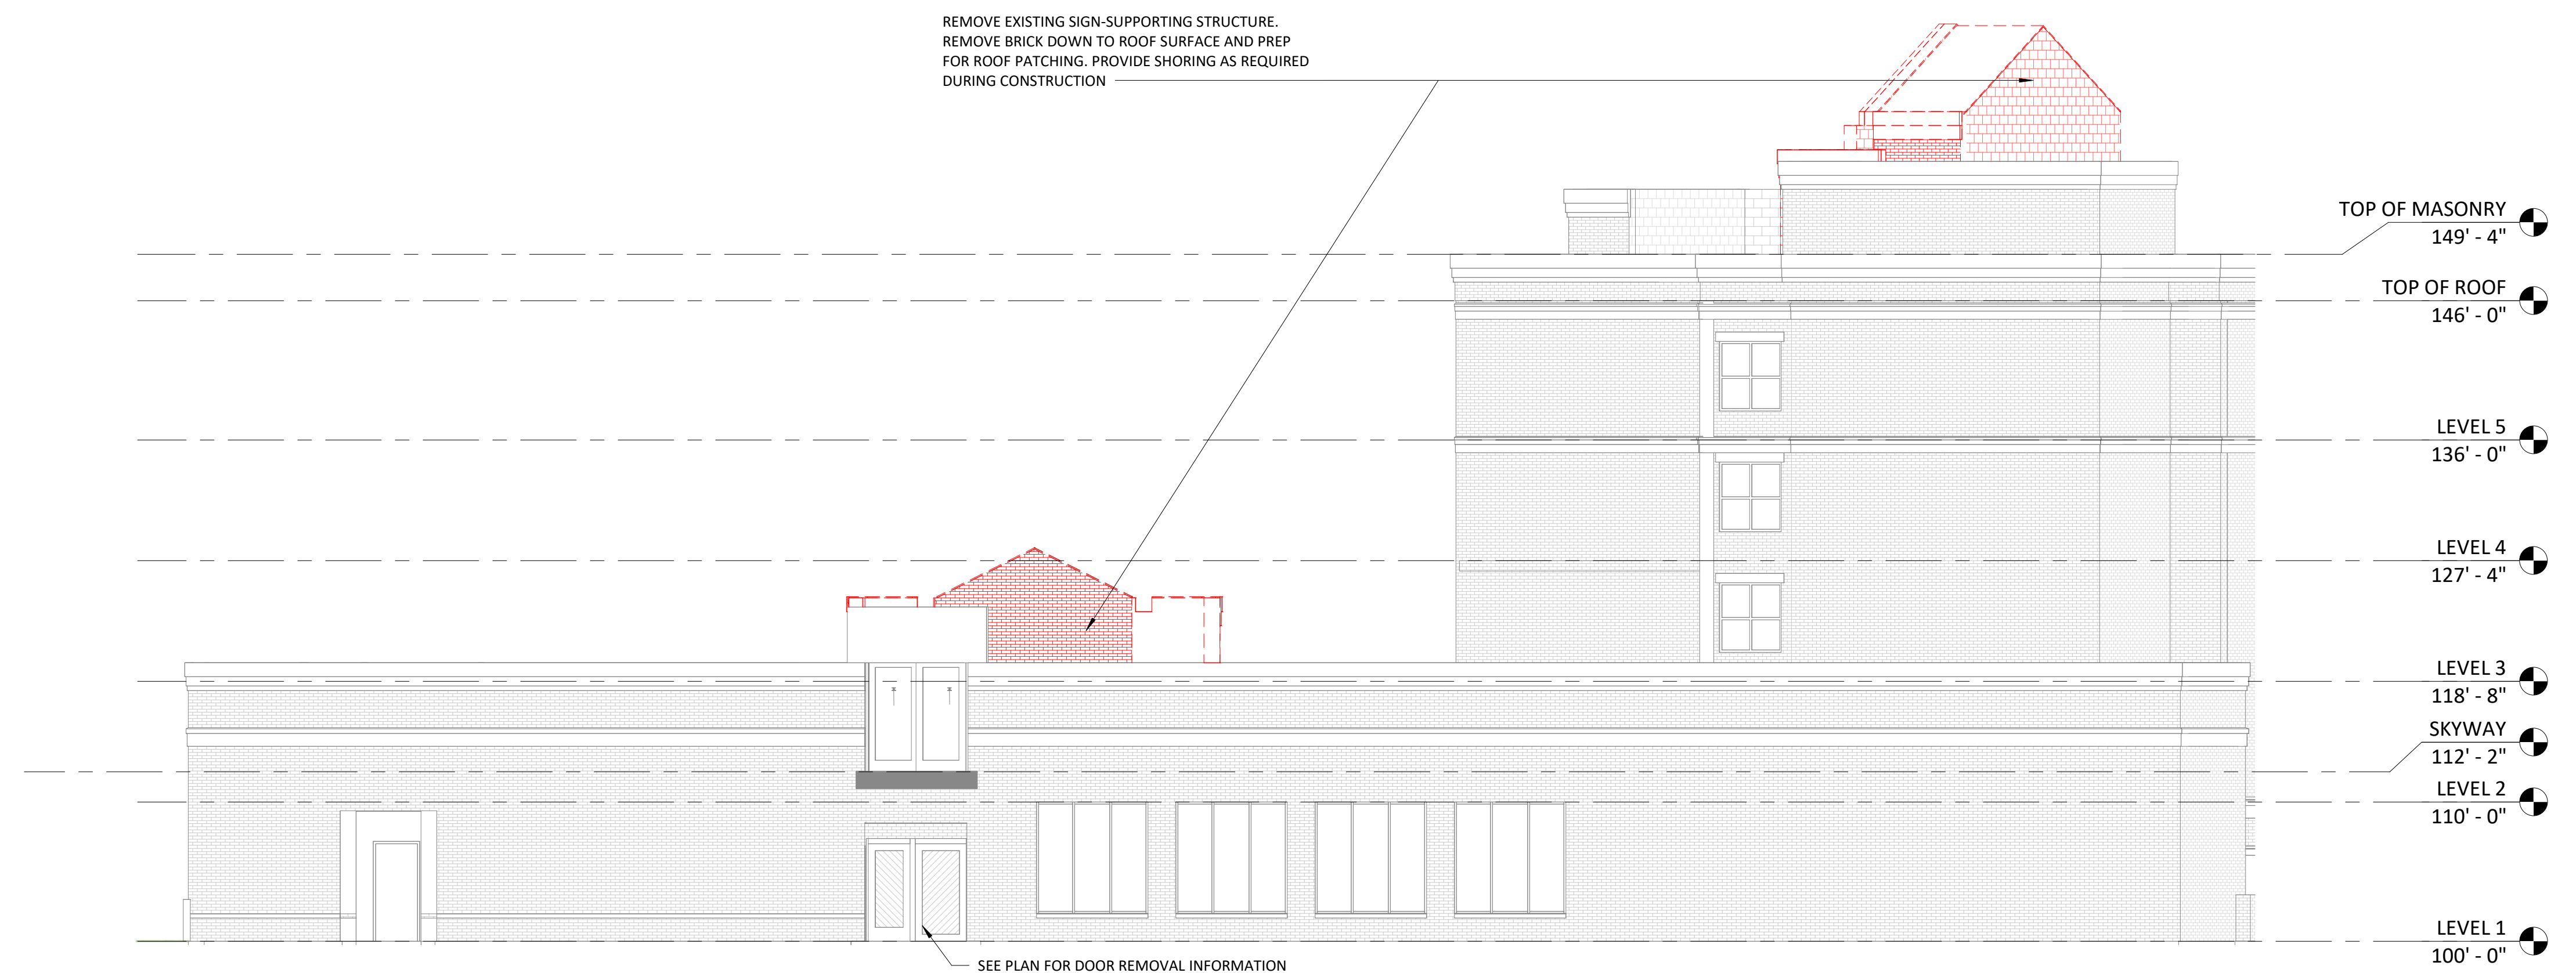 REMOVE EXISTING SIGN-SUPPORTING STRUCTURE.
REMOVE BRICK DOWN TO ROOF SURFACE AND PREP
FOR ROOF PATCHING. PROVIDE SHORING AS REQUIRED
DURING CONSTRUCTION
TOP OF MASONRY
149' - 4"
TOP OF ROOF
146' - 0"
LEVEL 5
136' - 0"
LEVEL 4
127' - 4"
LEVEL 3
118' - 8"
SKYWAY
112' - 2"
LEVEL 2
110' - 0"
LEVEL 1
100' - 0"
SEE PLAN FOR DOOR REMOVAL INFORMATION